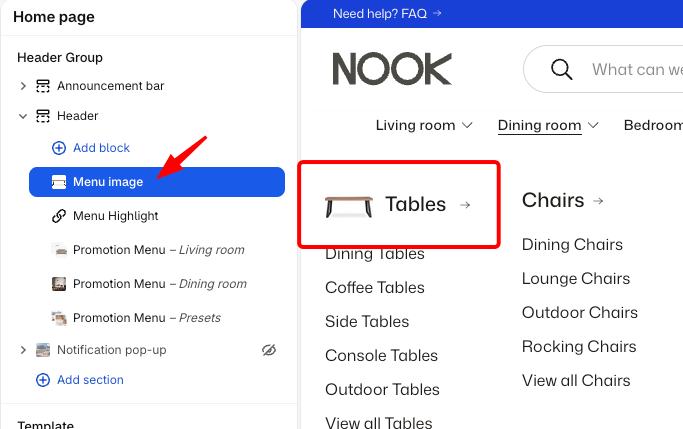 Home page
Header Group
Announcement bar
Header
Add block
Menu image
Menu Highlight
Promotion Menu – Living room
Promotion Menu – Dining room
Promotion Menu – Presets
Notification pop-up
Add section
Template
Need help? FAQ →
NOOK
What can we
Living room
Dining room
Bedroom
Tables →
Dining Tables
Coffee Tables
Side Tables
Console Tables
Outdoor Tables
View all Tables
Chairs →
Dining Chairs
Lounge Chairs
Outdoor Chairs
Rocking Chairs
View all Chairs